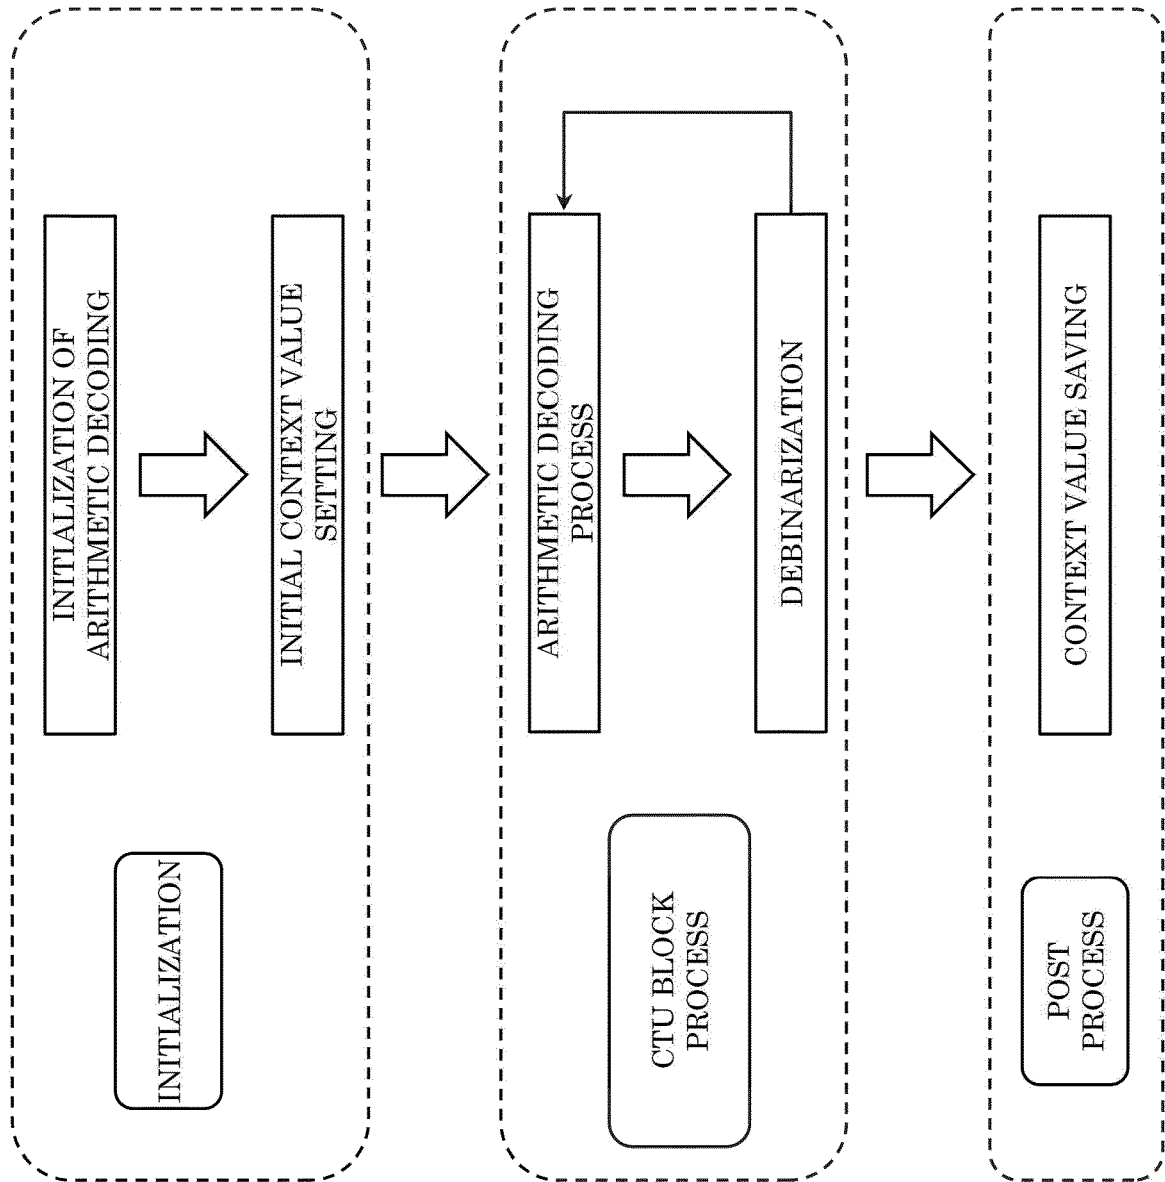 INITIALIZATION
INITIALIZATION OF
ARITHMETIC DECODING
INITIAL CONTEXT VALUE
SETTING
CTU BLOCK
PROCESS
ARITHMETIC DECODING
PROCESS
DEBINARIZATION
POST
PROCESS
CONTEXT VALUE SAVING